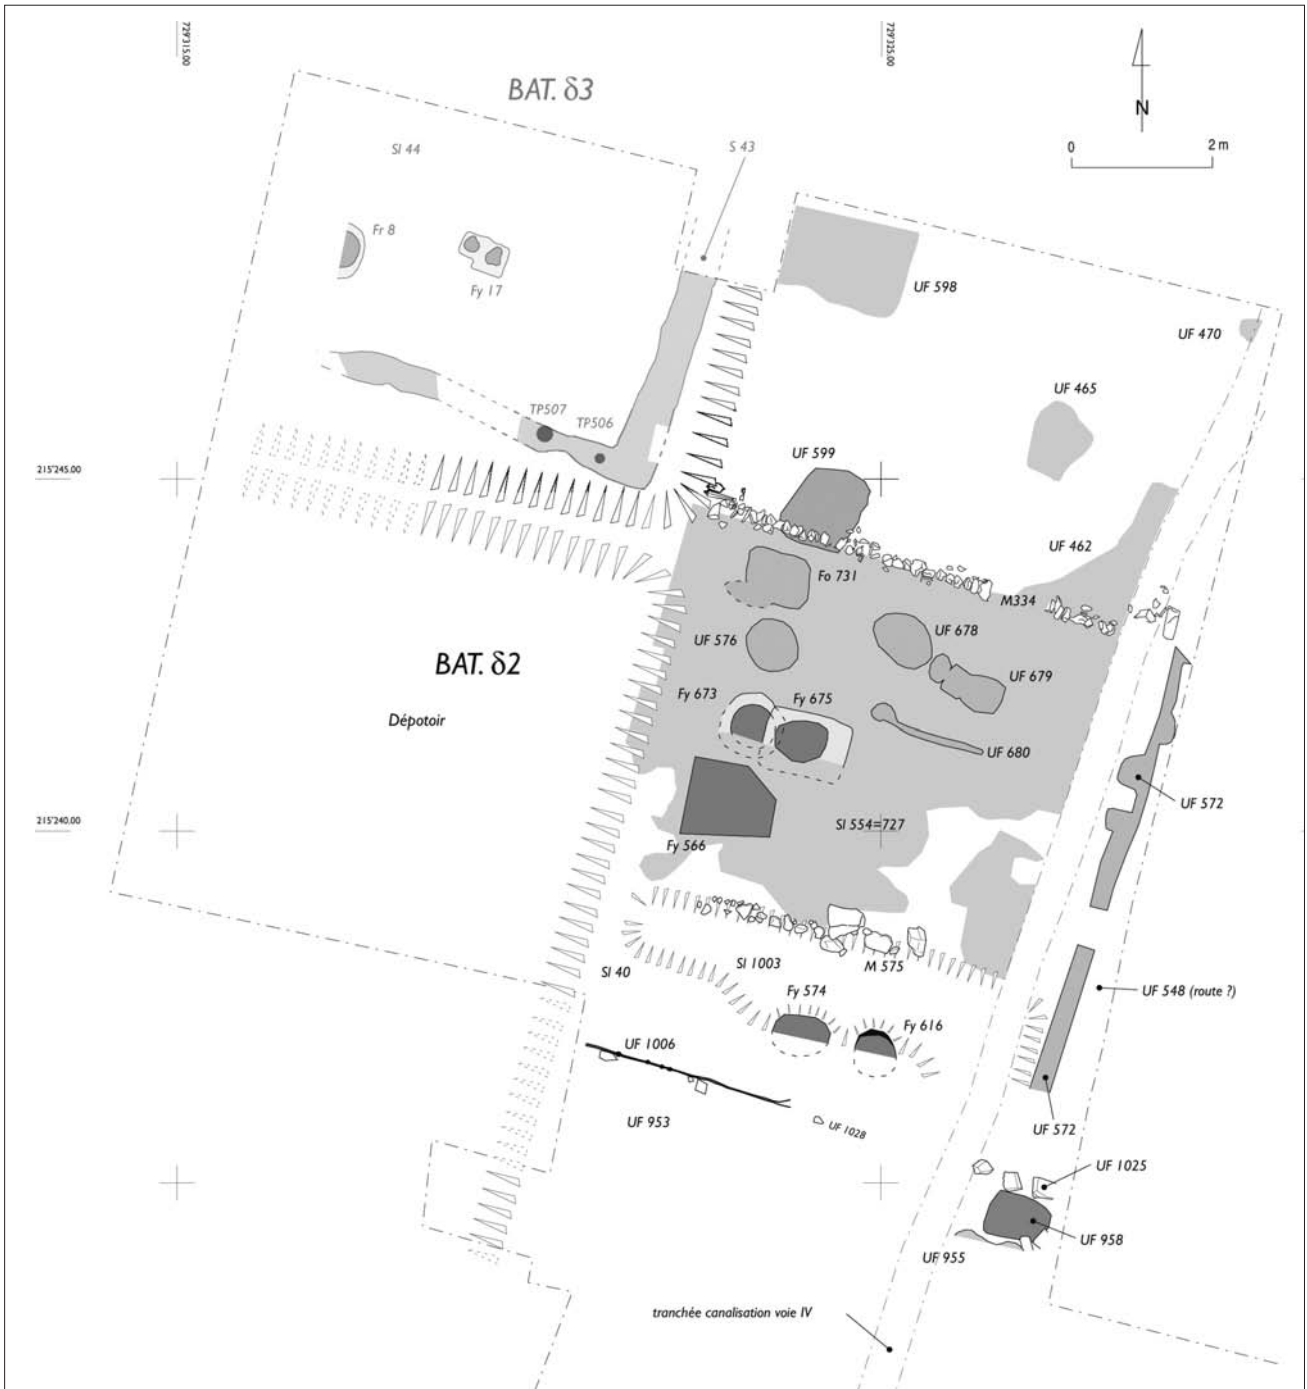 729'315.00
729'325.00
BAT. δ3
N
0 2 m
Sl 44
S 43
Fr 8
Fy 17
UF 598
UF 470
UF 465
TP507
TP506
UF 599
215'245.00
UF 462
Fo 731
M334
UF 576
UF 678
BAT. δ2
UF 679
Fy 673
Fy 675
Dépotoir
UF 680
UF 572
215'240.00
Sl 554=727
Fy 566
Sl 40
Sl 1003
M 575
Fy 574
UF 548 (route ?)
Fy 616
UF 1006
UF 953
UF 1028
UF 572
UF 1025
UF 958
UF 955
tranchée canalisation voie IV